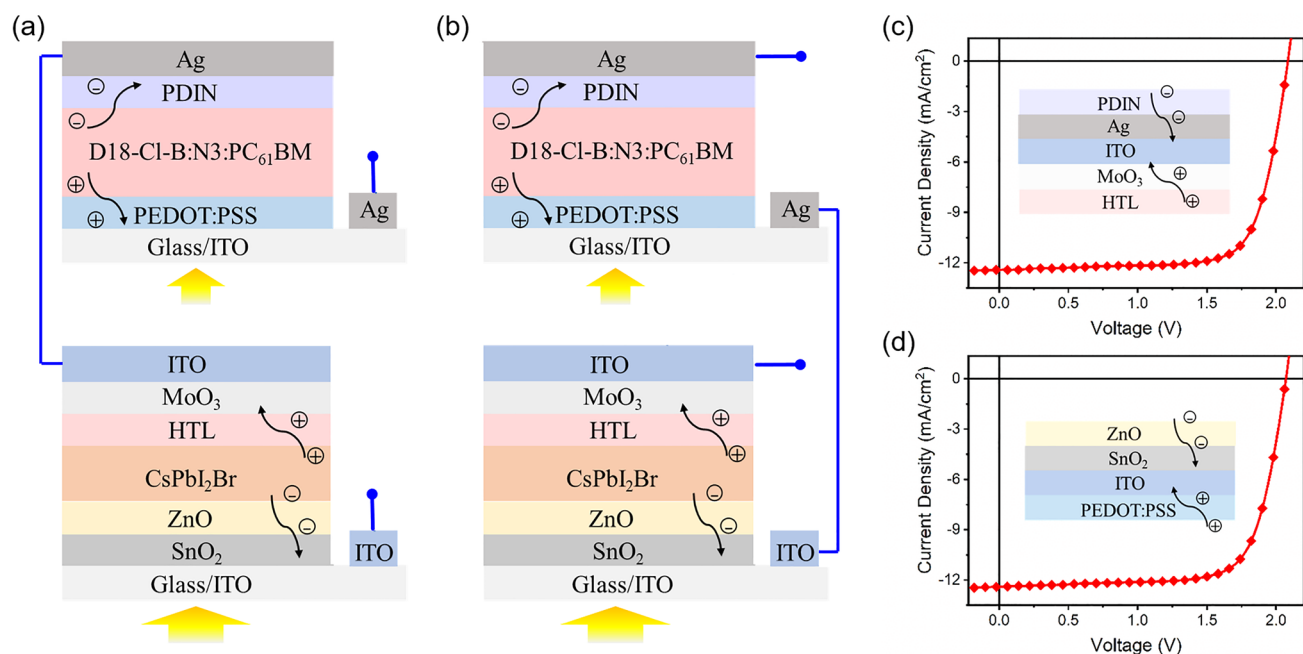 (a)
Ag
PDIN
D18-Cl-B:N3:PC₆₁BM
PEDOT:PSS
Ag
Glass/ITO
ITO
MoO₃
HTL
CsPbI₂Br
ZnO
SnO₂
ITO
Glass/ITO
(b)
Ag
PDIN
D18-Cl-B:N3:PC₆₁BM
PEDOT:PSS
Ag
Glass/ITO
ITO
MoO₃
HTL
CsPbI₂Br
ZnO
SnO₂
ITO
Glass/ITO
(c)
Current Density (mA/cm²)
0
-3
-6
-9
-12
PDIN
Ag
ITO
MoO₃
HTL
0.0 0.5 1.0 1.5 2.0
Voltage (V)
(d)
Current Density (mA/cm²)
0
-3
-6
-9
-12
ZnO
SnO₂
ITO
PEDOT:PSS
0.0 0.5 1.0 1.5 2.0
Voltage (V)